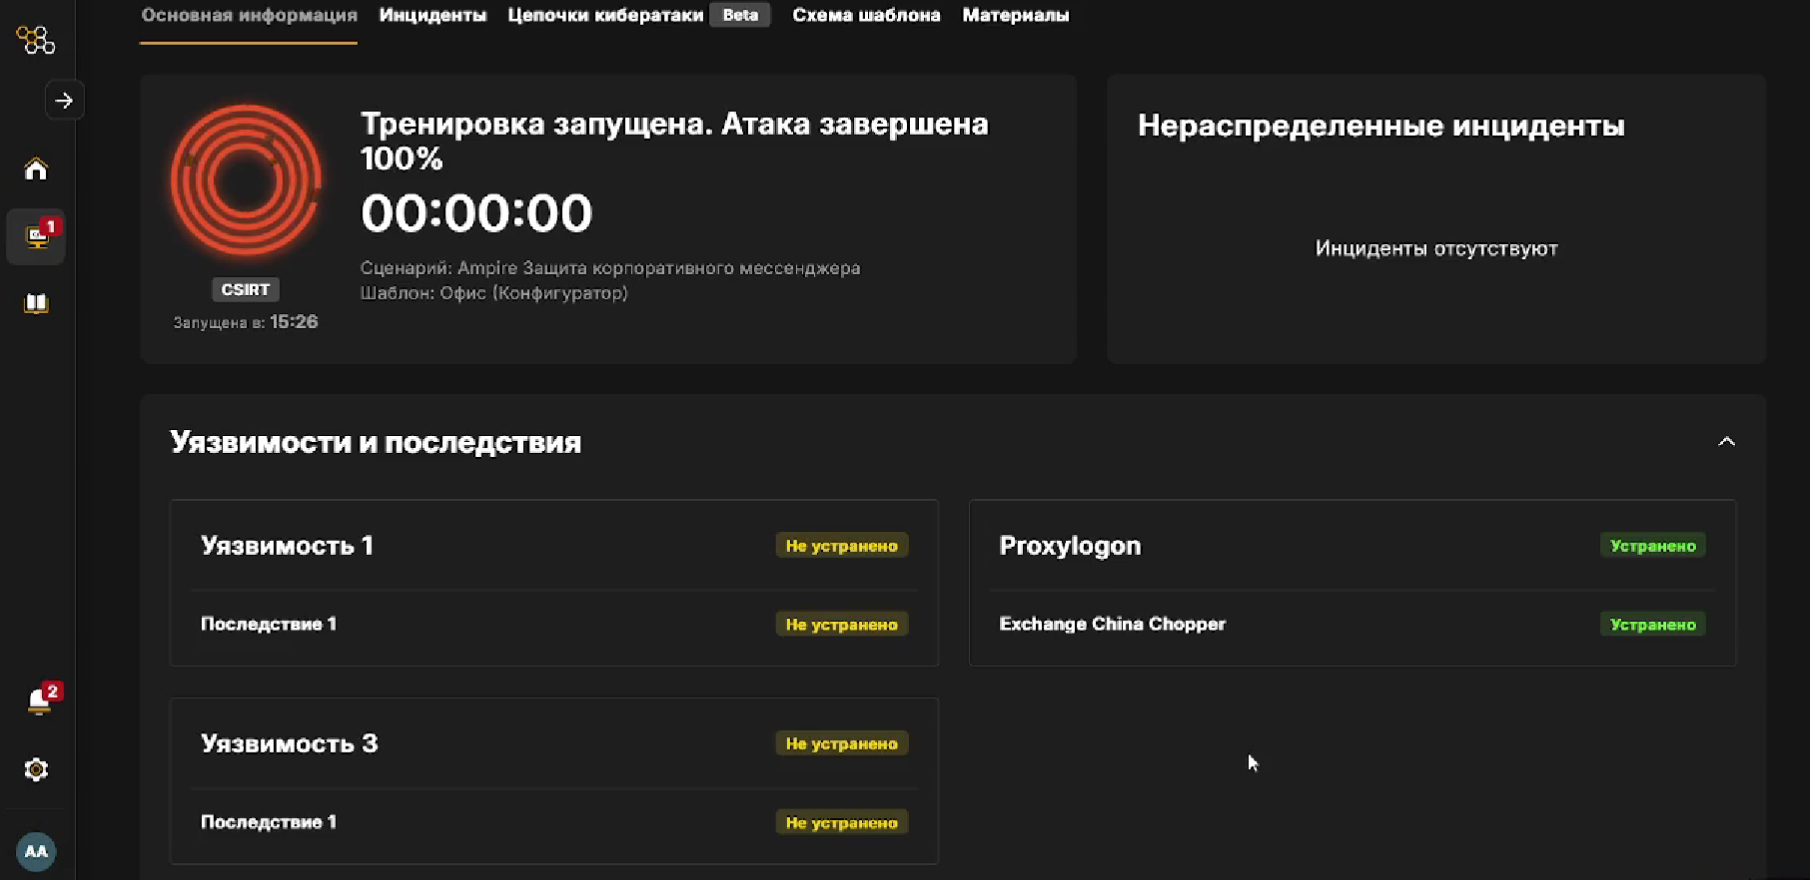 Основная информация Инциденты Цепочки кибератаки Beta Схема шаблона Материалы
Тренировка запущена. Атака завершена
100%
00:00:00
Сценарий: Ampire Защита корпоративного мессенджера
Шаблон: Офис (Конфигуратор)
CSIRT
Запущена в: 15:26
Нераспределенные инциденты
Инциденты отсутствуют
1
Уязвимости и последствия
Уязвимость 1 Не устранено
Последствие 1 Не устранено
Proxylogon Устранено
Exchange China Chopper Устранено
Уязвимость 3 Не устранено
Последствие 1 Не устранено
2
AA